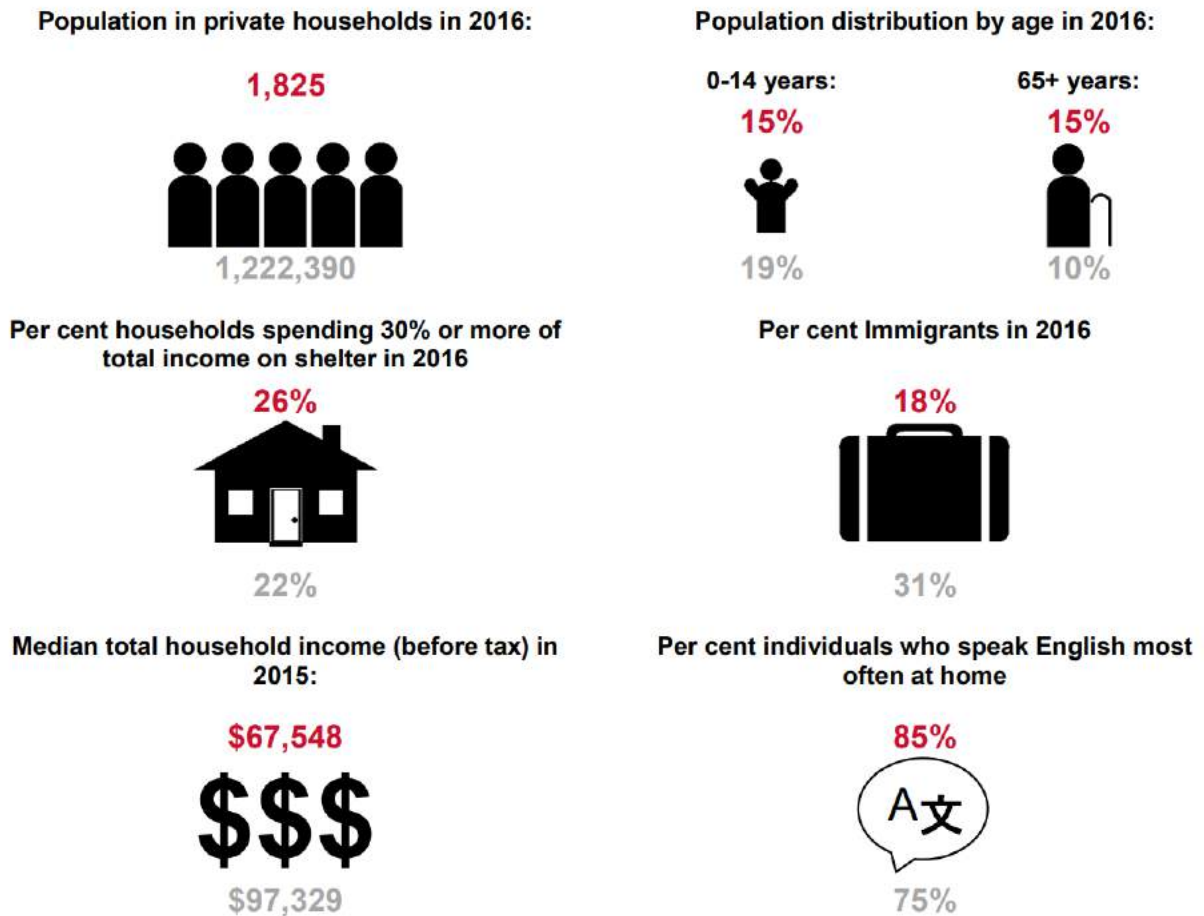 Population in private households in 2016:
1,825
1,222,390
Population distribution by age in 2016:
0-14 years:
15%
19%
65+ years:
15%
10%
Per cent households spending 30% or more of
total income on shelter in 2016
26%
22%
Per cent Immigrants in 2016
18%
31%
Median total household income (before tax) in
2015:
$67,548
$$$
$97,329
Per cent individuals who speak English most
often at home
85%
A文
75%